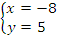 x = −8
y = 5